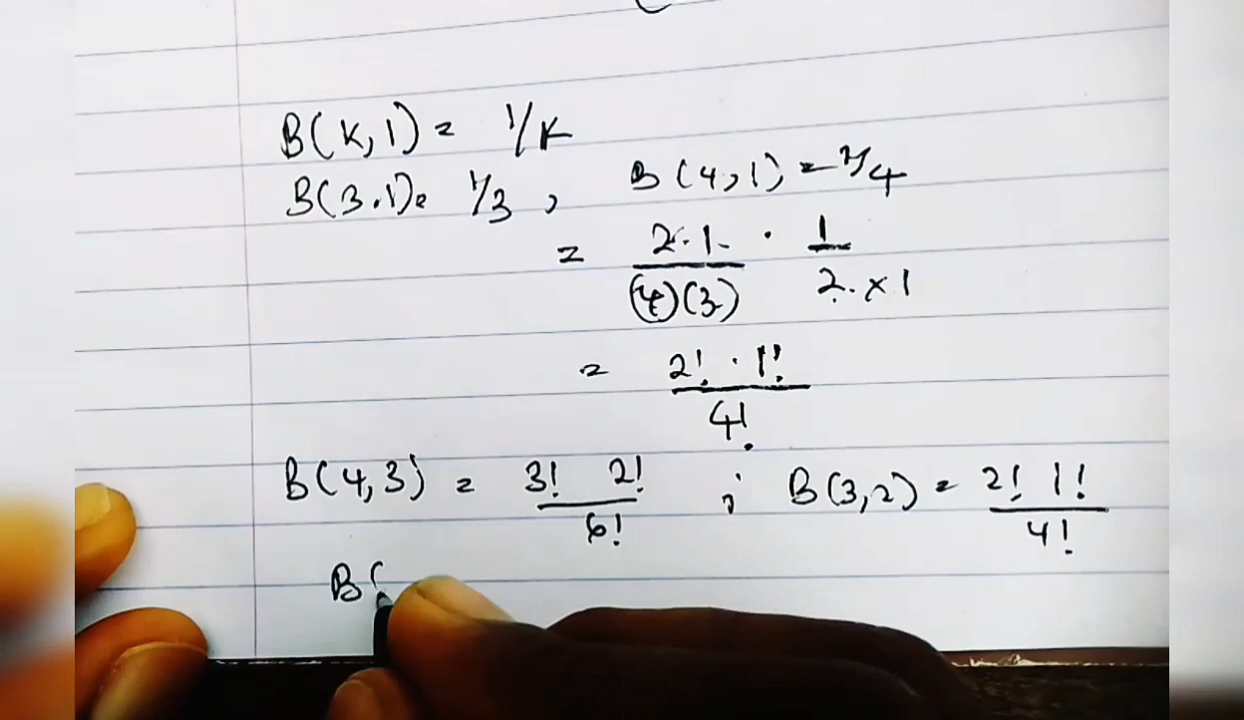 B(K,1) = 1/K
B(3.1) = 1/3 , B(4,1) = 1/4
= 2.1. . 1 / (4)(3) 2. x 1
= 2! . 1! / 4!
B(4,3) = 3! 2! / 6! ; B(3,2) = 2! 1! / 4!
B(